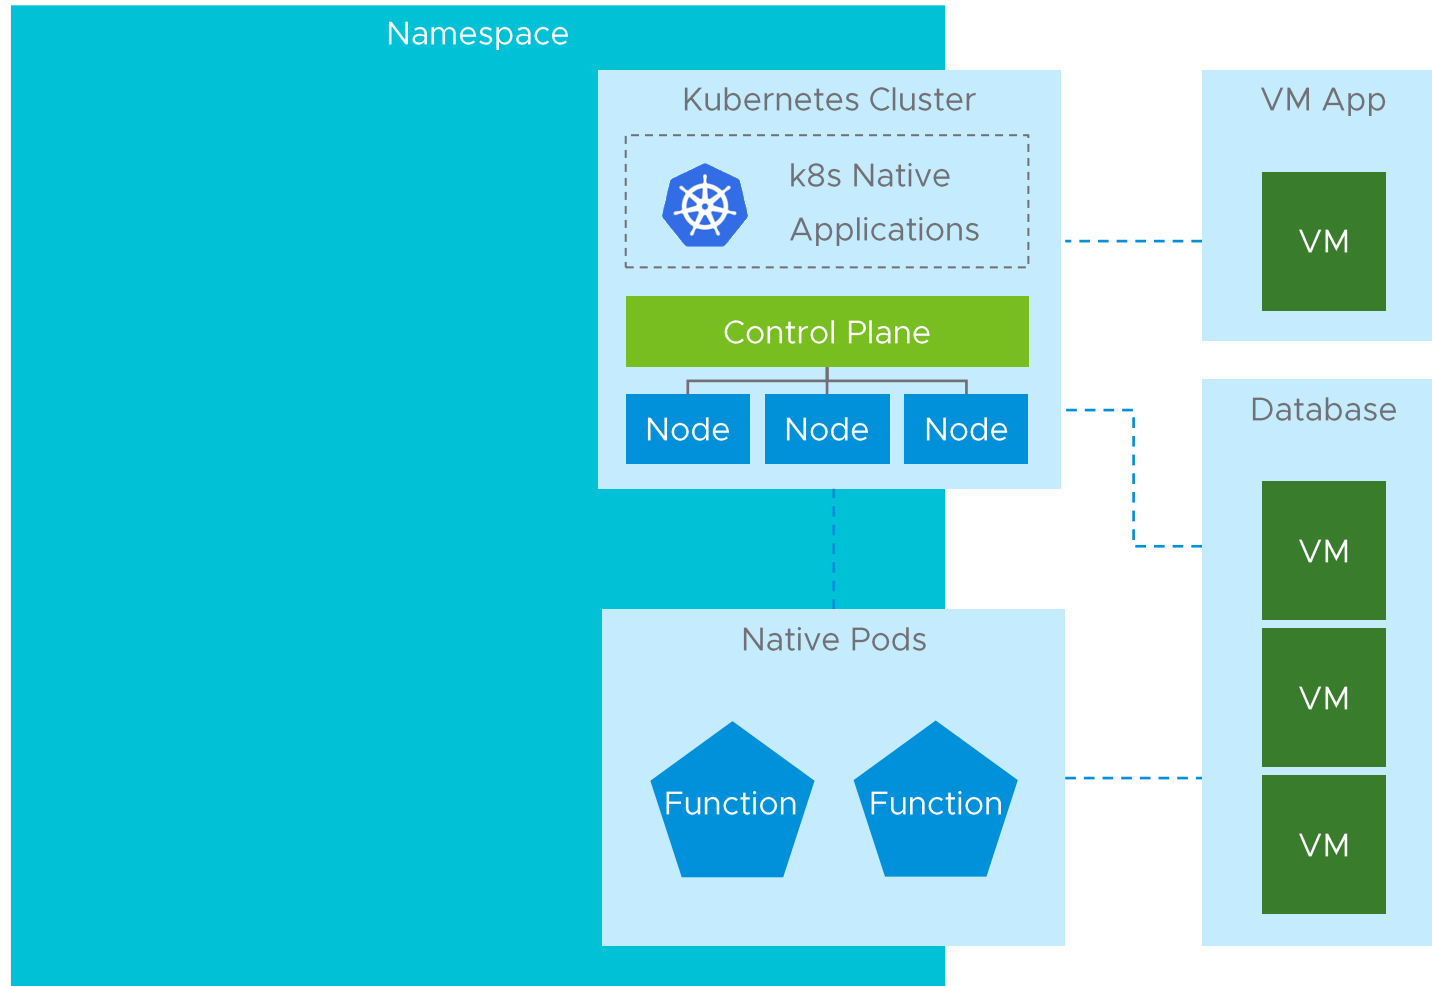 Namespace
Kubernetes Cluster
k8s Native
Applications
Control Plane
Node
Node
Node
Native Pods
Function
Function
VM App
VM
Database
VM
VM
VM